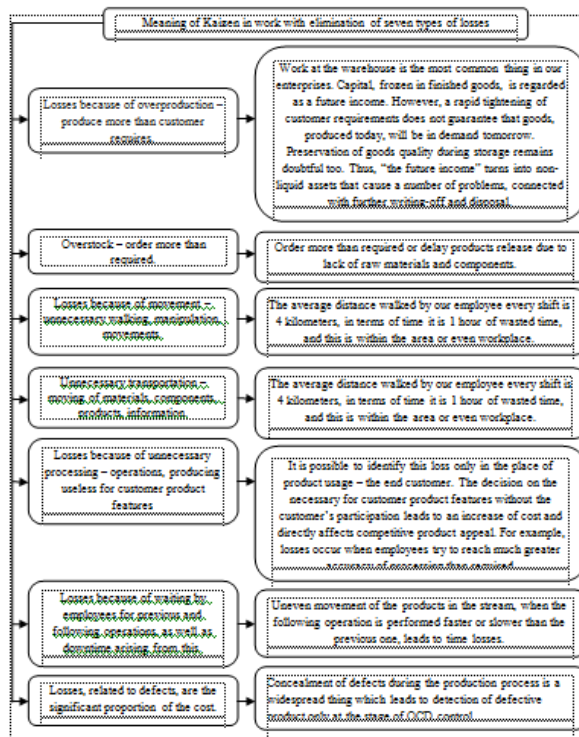 Meaning of Kaizen in work with elimination of seven types of losses
Losses because of overproduction –
produce more than customer
requires.
Work at the warehouse is the most common thing in our
enterprises. Capital, frozen in finished goods, is regarded
as a future income. However, a rapid tightening of
customer requirements does not guarantee that goods,
produced today, will be in demand tomorrow.
Preservation of goods quality during storage remains
doubtful too. Thus, “the future income” turns into non-
liquid assets that cause a number of problems, connected
with further writing-off and disposal.
Overstock – order more than
required.
Order more than required or delay products release due to
lack of raw materials and components.
Losses because of movement –
unnecessary walking, manipulation,
movements.
The average distance walked by our employee every shift is
4 kilometers, in terms of time it is 1 hour of wasted time,
and this is within the area or even workplace.
Unnecessary transportation –
moving of materials, components,
products, information.
The average distance walked by our employee every shift is
4 kilometers, in terms of time it is 1 hour of wasted time,
and this is within the area or even workplace.
Losses because of unnecessary
processing – operations, producing
useless for customer product
features
It is possible to identify this loss only in the place of
product usage – the end customer. The decision on the
necessary for customer product features without the
customer’s participation leads to an increase of cost and
directly affects competitive product appeal. For example,
losses occur when employees try to reach much greater
accuracy of processing than required.
Losses because of waiting by
employees for previous and
following operations, as well as
downtime arising from this.
Uneven movement of the products in the stream, when the
following operation is performed faster or slower than the
previous one, leads to time losses.
Losses, related to defects, are the
significant proportion of the cost.
Concealment of defects during the production process is a
widespread thing which leads to detection of defective
product only at the stage of QCD control.